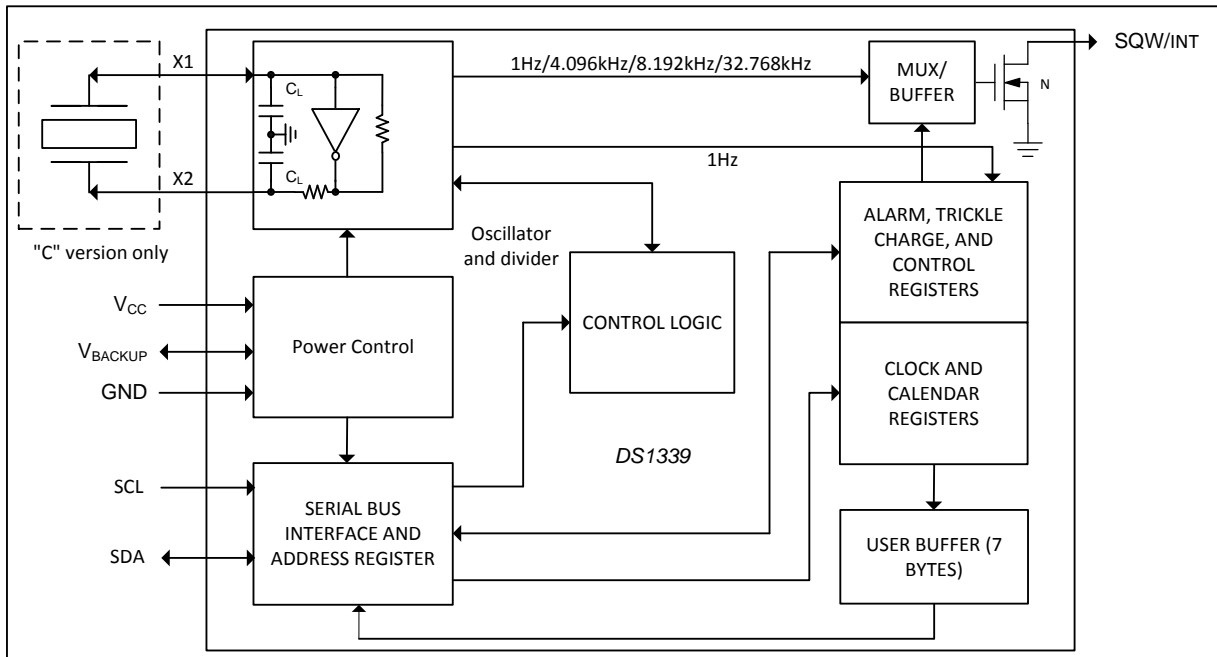 X1
X2
"C" version only
CL
CL
1Hz/4.096kHz/8.192kHz/32.768kHz
MUX/
BUFFER
N
SQW/INT
1Hz
Oscillator
and divider
ALARM, TRICKLE
CHARGE, AND
CONTROL
REGISTERS
VCC
VBACKUP
GND
Power Control
CONTROL LOGIC
CLOCK AND
CALENDAR
REGISTERS
DS1339
SCL
SDA
SERIAL BUS
INTERFACE AND
ADDRESS REGISTER
USER BUFFER (7
BYTES)